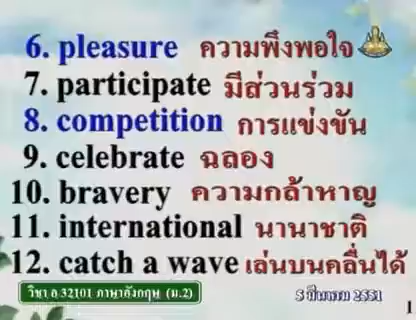 6. pleasure ความพึงพอใจ
7. participate มีส่วนร่วม
8. competition การแข่งขัน
9. celebrate ฉลอง
10. bravery ความกล้าหาญ
11. international นานาชาติ
12. catch a wave เล่นบนคลื่นได้
วิชา อ 32101 ภาษาอังกฤษ (ม.2)
5 มีนาคม 2551
1